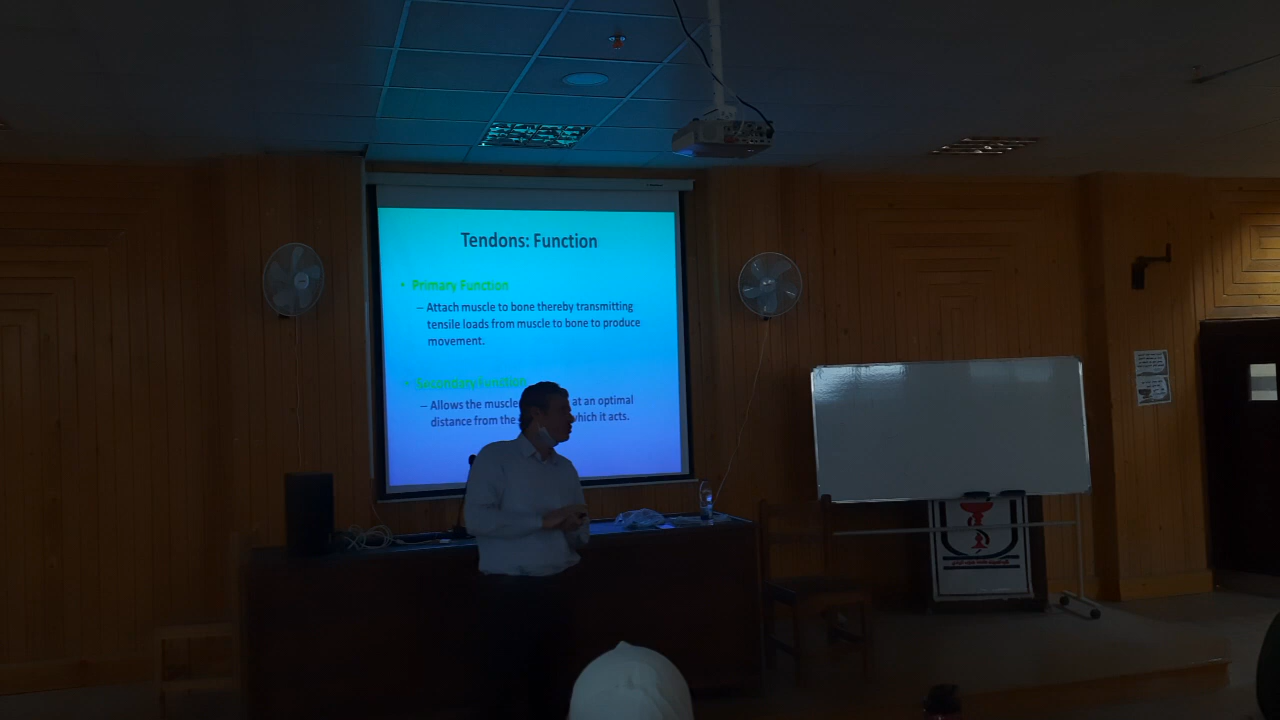 Tendons: Function
• Primary Function
– Attach muscle to bone thereby transmitting
tensile loads from muscle to bone to produce
movement.
• Secondary Function
– Allows the muscle at an optimal
distance from the which it acts.